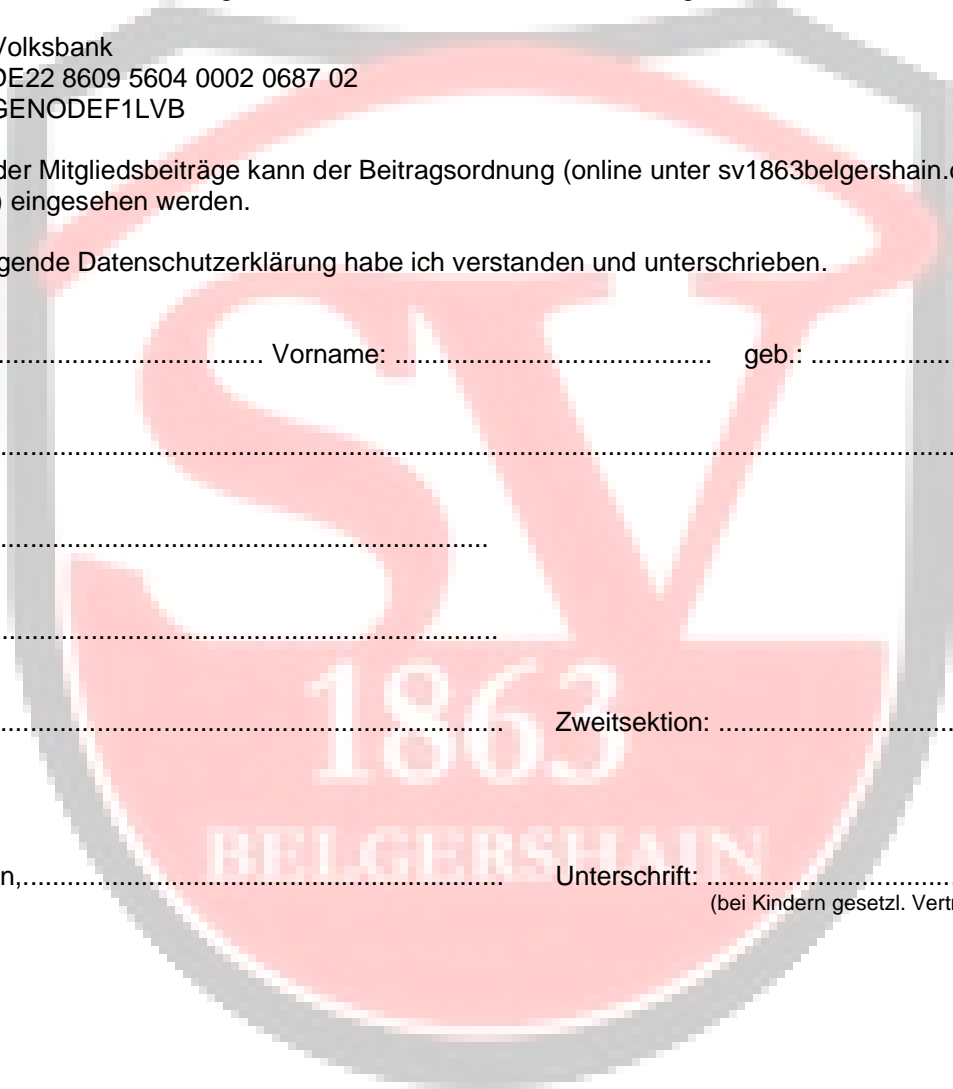 Volksbank
DE22 8609 5604 0002 0687 02
GENODEF1LVB
der Mitgliedsbeiträge kann der Beitragsordnung (online unter sv1863belgershain.
) eingesehen werden.
gende Datenschutzerklärung habe ich verstanden und unterschrieben.
.................................... Vorname: ........................................... geb.: ...................
................................................................................................................................
..................................................................
...................................................................
SV
1863
.................................................................... Zweitsektion: ................................
BELGERSHAIN
n,................................................................. Unterschrift: .................................
(bei Kindern gesetzl. Vertr